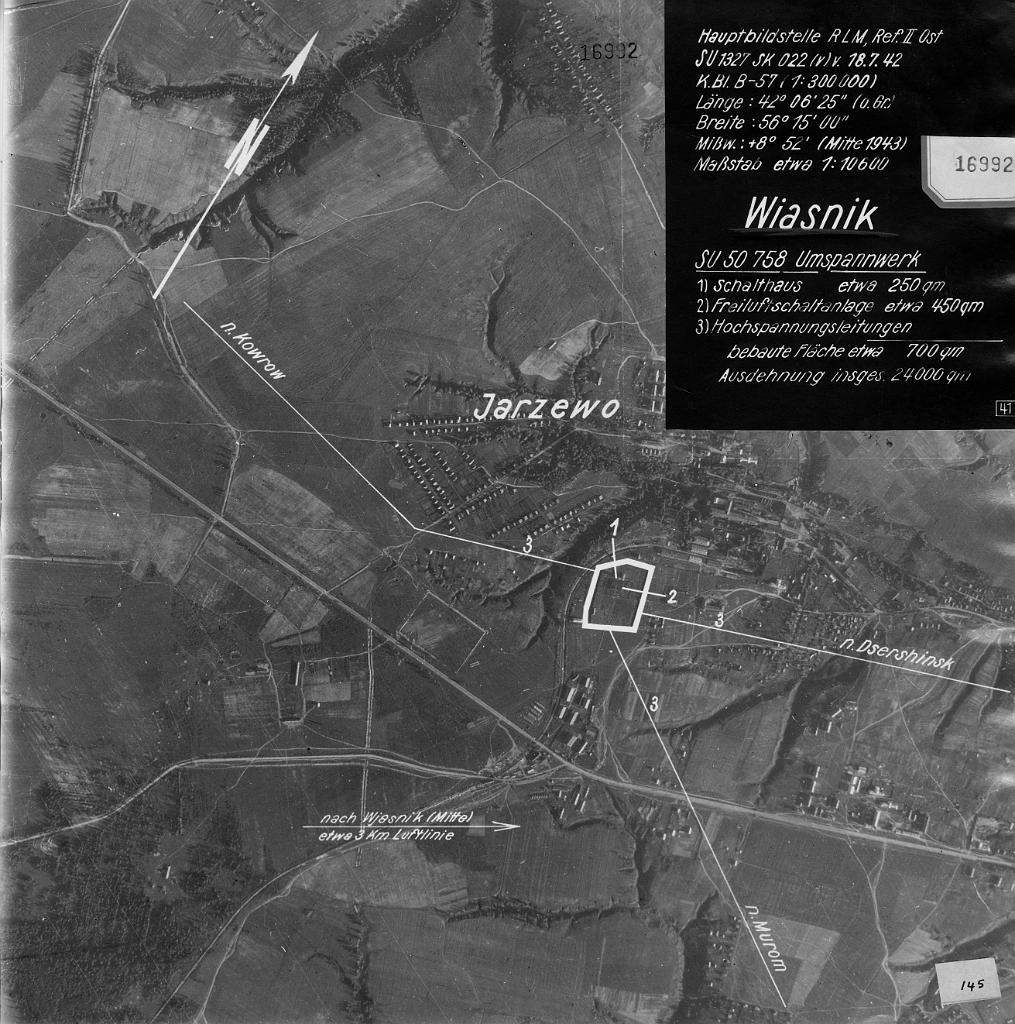 16992
Hauptbildstelle RLM, Ref. II Ost
SU 1327 SK 022 (v) v. 18.7.42
K.Bl. B-57 (1:300 000)
Länge : 42° 06' 25" (o.Gr.)
Breite : 56° 15' 00"
Mißw.: +8° 52' (Mitte 1943)
Maßstab etwa 1:10600
16992
Wiasnik
SU 50 758 Umspannwerk
1) Schalthaus etwa 250 qm
2) Freiluftschaltanlage etwa 450 qm
3) Hochspannungsleitungen
bebaute Fläche etwa 700 qm
Ausdehnung insges. 24000 qm
41
N
n. Kowrow
Jarzewo
1
3
2
3
n. Dsershinsk
3
nach Wjasnik (Mitte)
etwa 3 Km Luftlinie
n. Murom
145